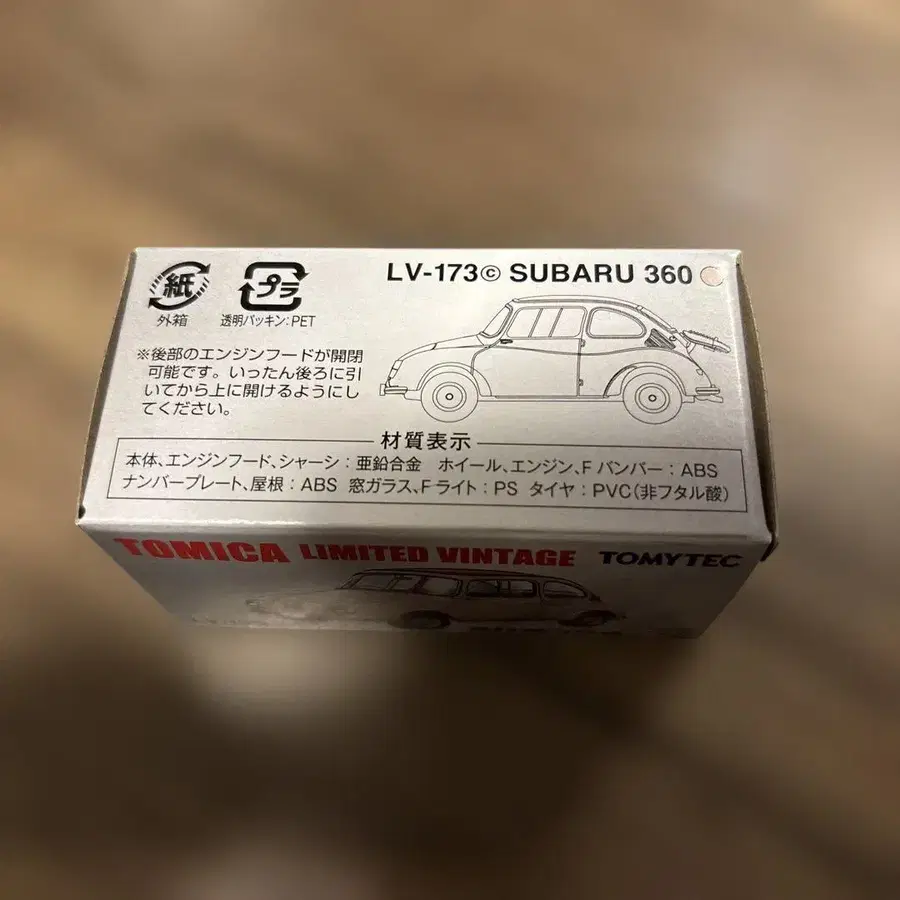 LV-173© SUBARU 360
紙
外箱
プラ
透明パッキン:PET
※後部のエンジンフードが開閉
可能です。いったん後ろに引
いてから上に開けるようにし
てください。
材質表示
本体、エンジンフード、シャーシ:亜鉛合金 ホイール、エンジン、Fバンパー:ABS
ナンバープレート、屋根:ABS 窓ガラス、Fライト:PS タイヤ:PVC(非フタル酸)
TOMICA LIMITED VINTAGE TOMYTEC